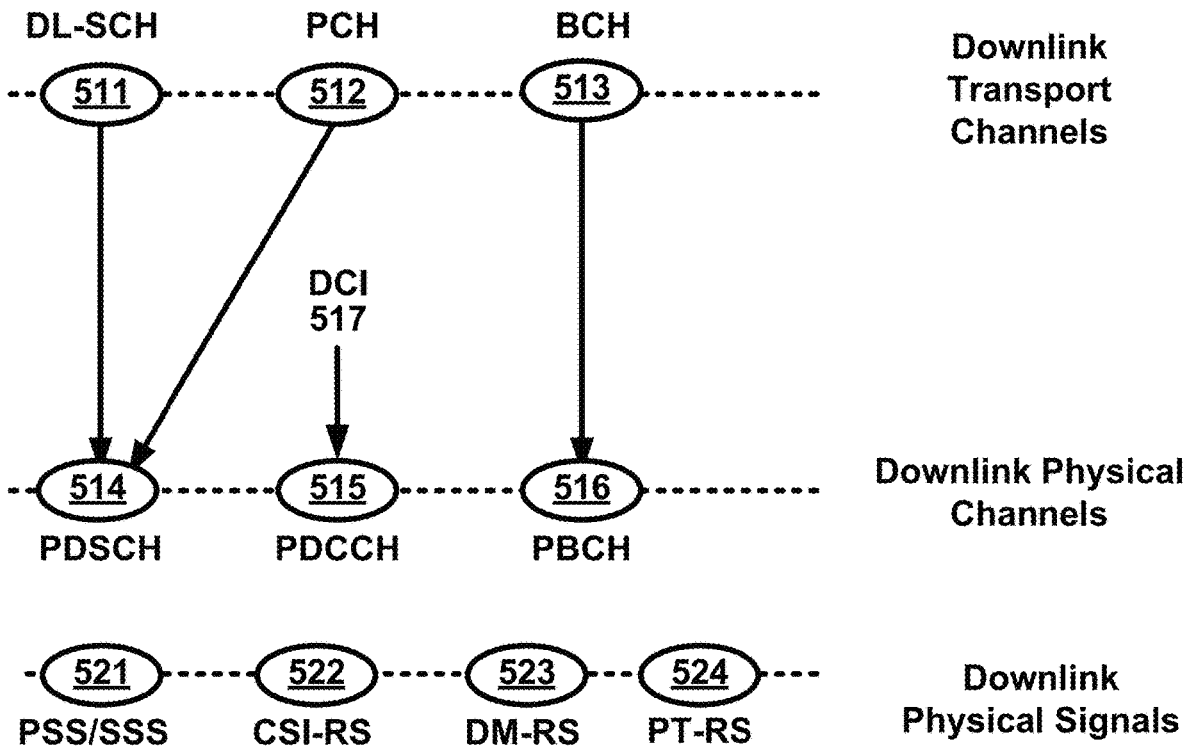 DL-SCH PCH BCH
511 512 513
Downlink
Transport
Channels
DCI
517
514 515 516
PDSCH PDCCH PBCH
Downlink Physical
Channels
521 522 523 524
PSS/SSS CSI-RS DM-RS PT-RS
Downlink
Physical Signals